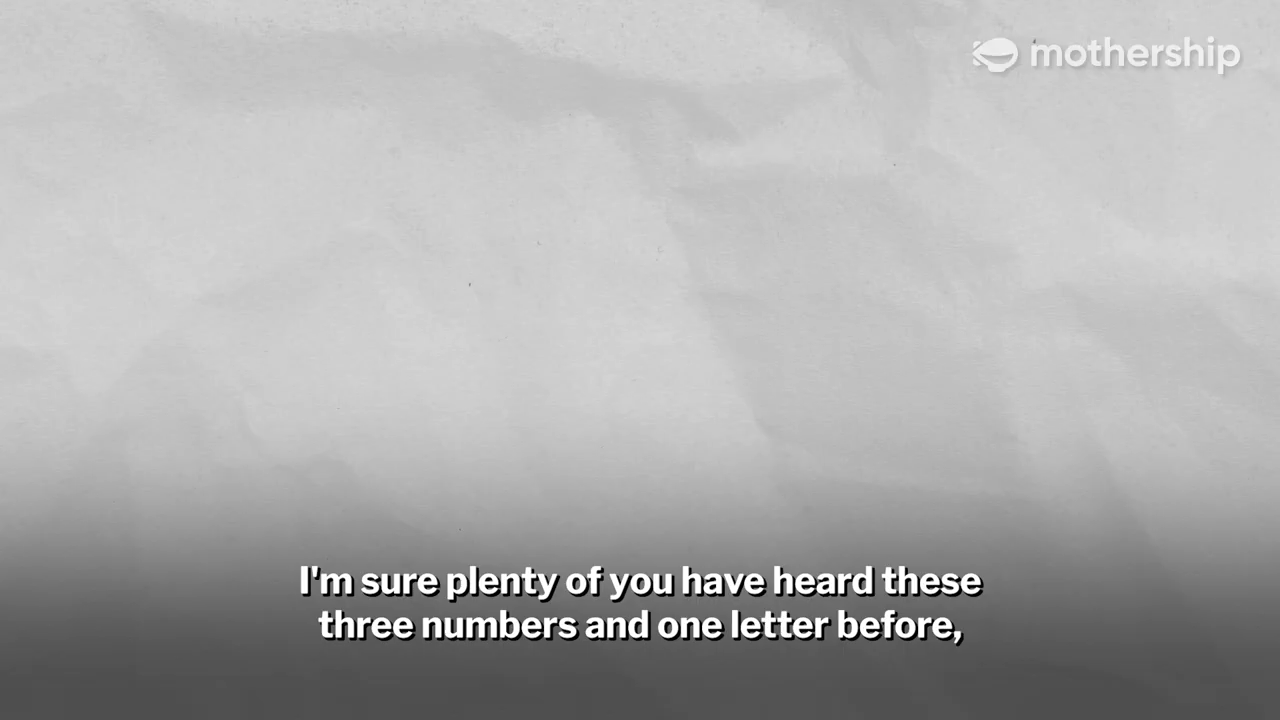 mothership
I'm sure plenty of you have heard these
three numbers and one letter before,